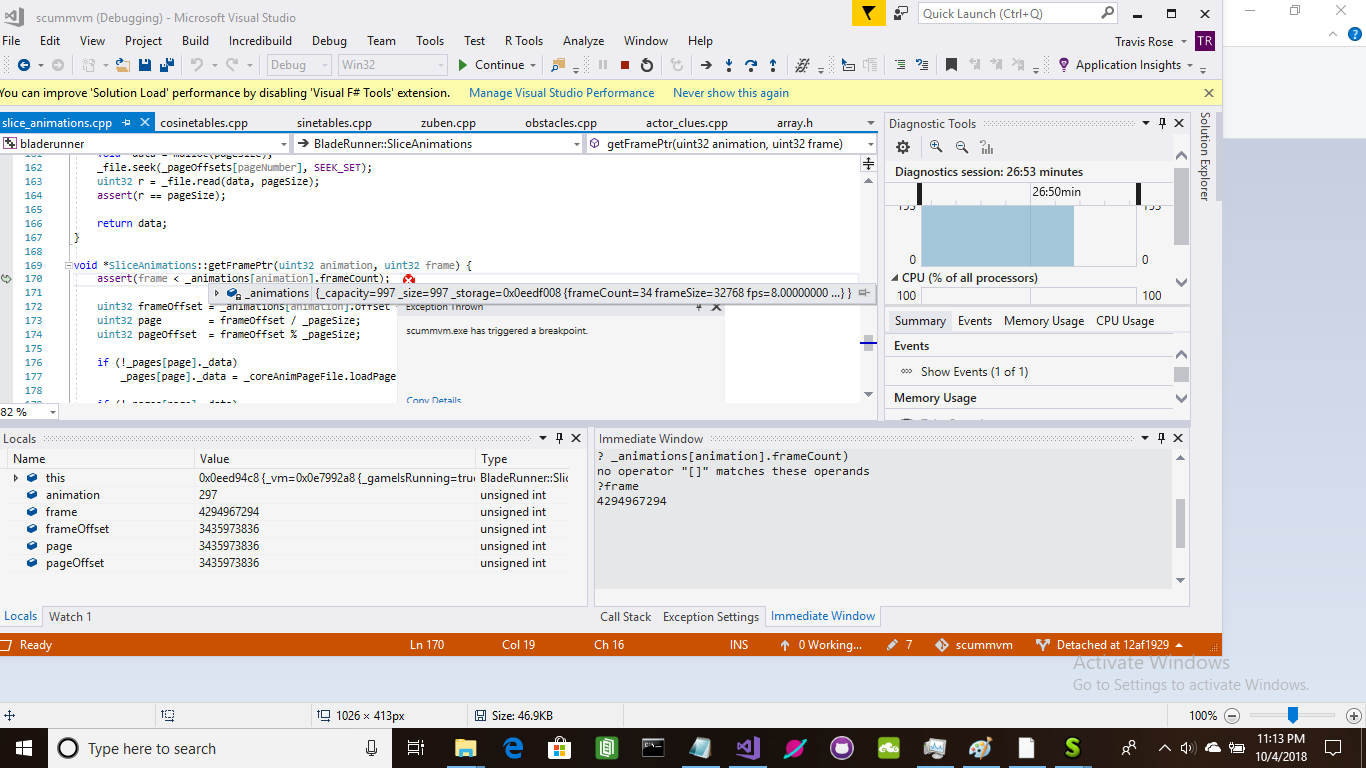 scummvm (Debugging) - Microsoft Visual Studio
Quick Launch (Ctrl+Q)
File Edit View Project Build Incredibuild Debug Team Tools Test R Tools Analyze Window Help
Travis Rose TR
Debug Win32 Continue Application Insights
You can improve 'Solution Load' performance by disabling 'Visual F# Tools' extension. Manage Visual Studio Performance Never show this again
slice_animations.cpp cosinetables.cpp sinetables.cpp zuben.cpp obstacles.cpp actor_clues.cpp array.h
bladerunner BladeRunner::SliceAnimations getFramePtr(uint32 animation, uint32 frame)
161 void *data = malloc(pageSize);
162 _file.seek(_pageOffsets[pageNumber], SEEK_SET);
163 uint32 r = _file.read(data, pageSize);
164 assert(r == pageSize);
165
166 return data;
167 }
168
169 void *SliceAnimations::getFramePtr(uint32 animation, uint32 frame) {
170 assert(frame < _animations[animation].frameCount);
171 _animations {_capacity=997 _size=997 _storage=0x0eedf008 {frameCount=34 frameSize=32768 fps=8.00000000 ...} }
172 uint32 frameOffset = _animations[animation].offset
173 uint32 page = frameOffset / _pageSize;
174 uint32 pageOffset = frameOffset % _pageSize;
175
176 if (!_pages[page]._data)
177 _pages[page]._data = _coreAnimPageFile.loadPage
178
Exception Thrown
scummvm.exe has triggered a breakpoint.
Copy Details
82 %
Diagnostic Tools
Diagnostics session: 26:53 minutes
26:50min
153 153
0 0
CPU (% of all processors)
100 100
Summary Events Memory Usage CPU Usage
Events
Show Events (1 of 1)
Memory Usage
Solution Explorer
Locals
Name Value Type
this 0x0eed94c8 {_vm=0x0e7992a8 {_gameIsRunning=true BladeRunner::Slic
animation 297 unsigned int
frame 4294967294 unsigned int
frameOffset 3435973836 unsigned int
page 3435973836 unsigned int
pageOffset 3435973836 unsigned int
Locals Watch 1
Immediate Window
? _animations[animation].frameCount)
no operator "[]" matches these operands
?frame
4294967294
Call Stack Exception Settings Immediate Window
Ready Ln 170 Col 19 Ch 16 INS 0 Working... 7 scummvm Detached at 12af1929
Activate Windows
Go to Settings to activate Windows.
1026 × 413px Size: 46.9KB 100%
Type here to search
11:13 PM
10/4/2018